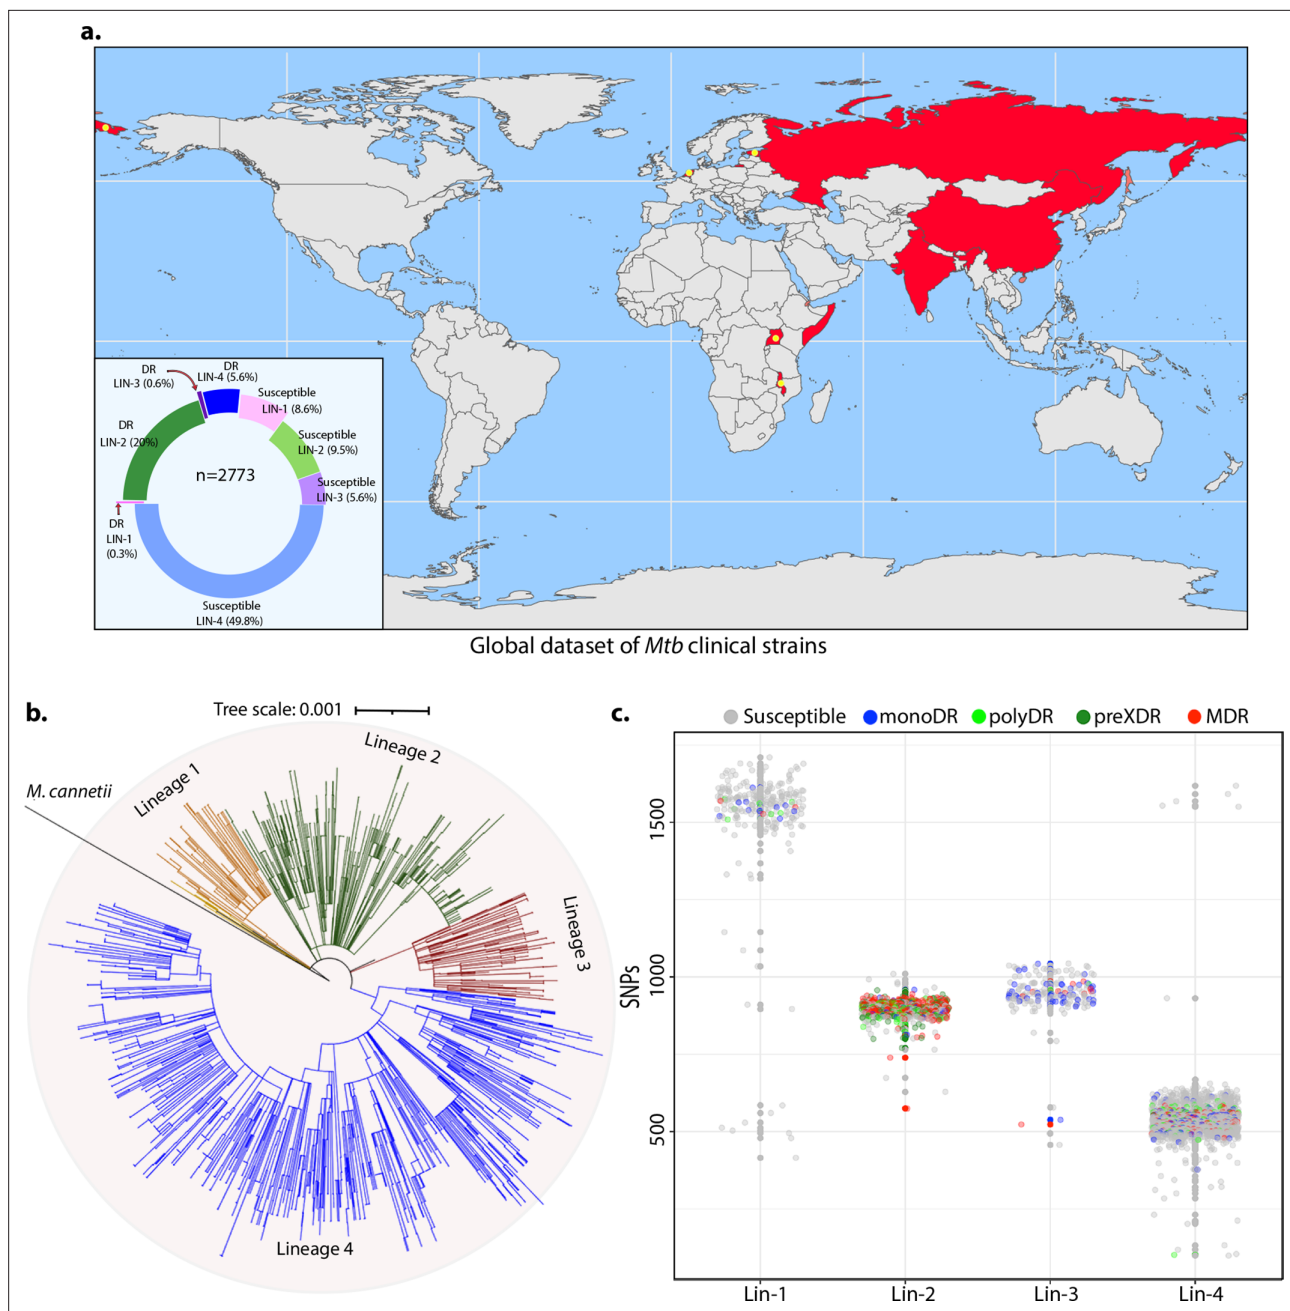 a.
DR
LIN-3 (0.6%)
DR
LIN-4 (5.6%)
Susceptible
LIN-1 (8.6%)
DR
LIN-2 (20%)
Susceptible
LIN-2 (9.5%)
n=2773
Susceptible
LIN-3 (5.6%)
DR
LIN-1
(0.3%)
Susceptible
LIN-4 (49.8%)
Global dataset of Mtb clinical strains
b.
Tree scale: 0.001
M. cannetii
Lineage 1
Lineage 2
Lineage 3
Lineage 4
c.
Susceptible monoDR polyDR preXDR MDR
SNPs
1500
1000
500
Lin-1 Lin-2 Lin-3 Lin-4